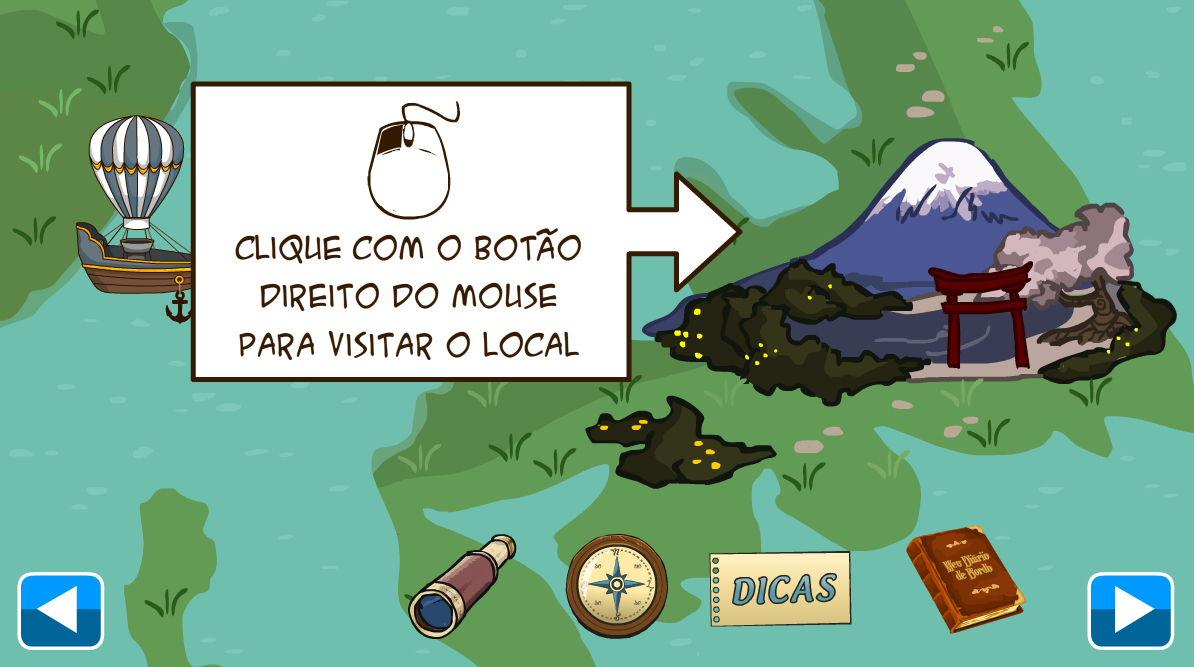 CLIQUE COM O BOTÃO
DIREITO DO MOUSE
PARA VISITAR O LOCAL
DICAS
Meu Diário
de Bordo